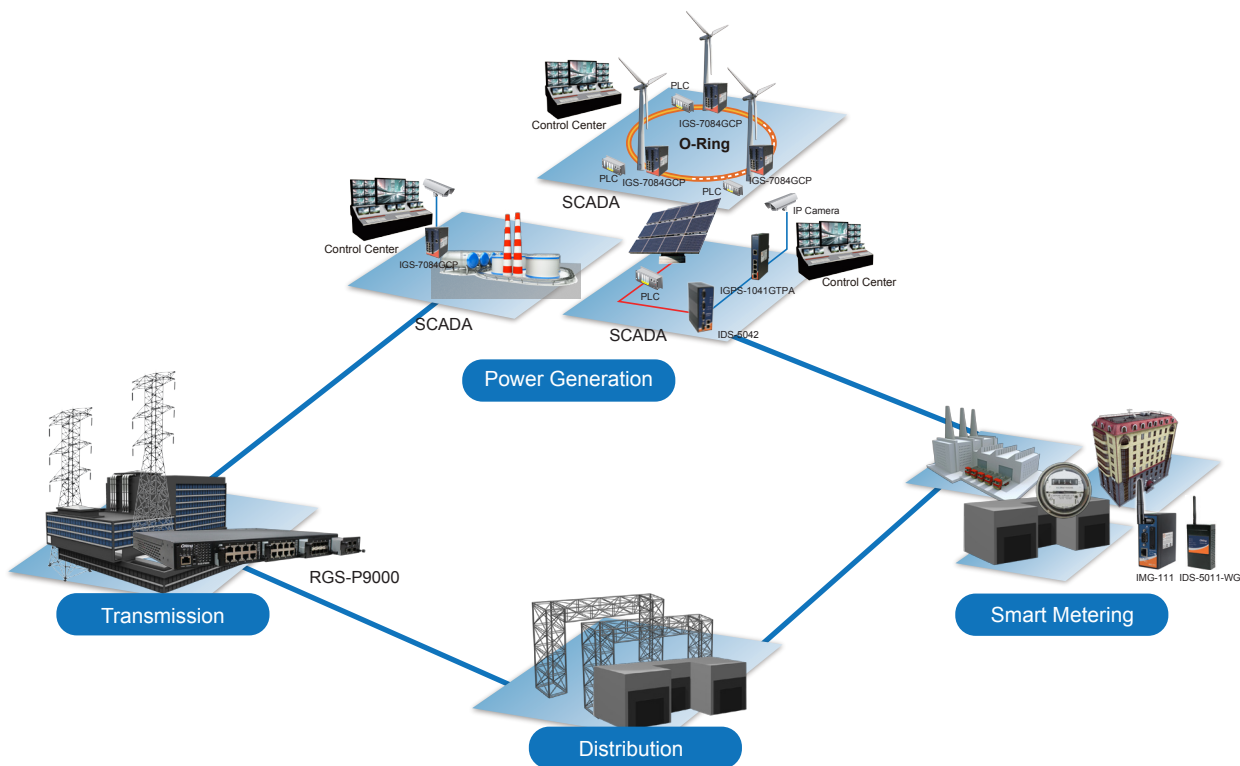 PLC
Control Center
IGS-7084GCP
O-Ring
PLC
IGS-7084GCP
IGS-7084GCP
PLC
SCADA
IP Camera
Control Center
IGS-7084GCP
Control Center
IGPS-1041GTPA
PLC
SCADA
SCADA
IDS-5042
Power Generation
RGS-P9000
IMG-111
IDS-5011-WG
Transmission
Smart Metering
Distribution